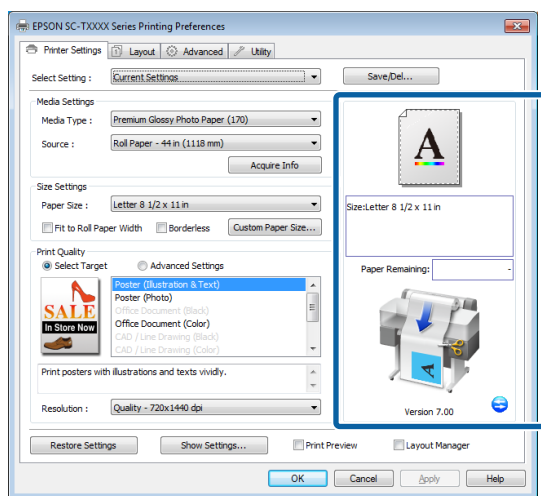 EPSON SC-TXXXX Series Printing Preferences
Printer Settings Layout Advanced Utility
Select Setting : Current Settings Save/Del...
Media Settings
Media Type : Premium Glossy Photo Paper (170)
Source : Roll Paper - 44 in (1118 mm)
Acquire Info
Size Settings
Paper Size : Letter 8 1/2 x 11 in
Fit to Roll Paper Width Borderless Custom Paper Size...
Print Quality
Select Target Advanced Settings
SALE
In Store Now
Poster (Illustration & Text)
Poster (Photo)
Office Document (Black)
Office Document (Color)
CAD / Line Drawing (Black)
CAD / Line Drawing (Color)
Print posters with illustrations and texts vividly.
Resolution : Quality - 720x1440 dpi
A
Size:Letter 8 1/2 x 11 in
Paper Remaining: -
A
Version 7.00
Restore Settings Show Settings... Print Preview Layout Manager
OK Cancel Apply Help